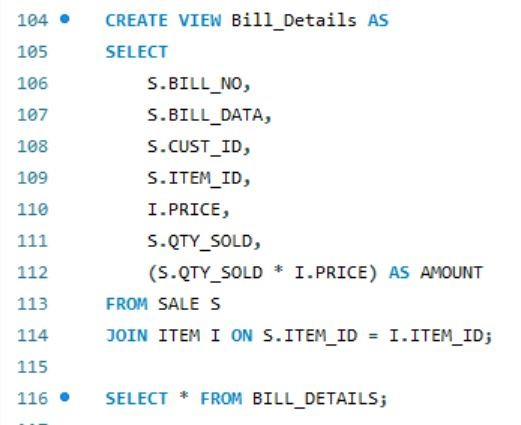 104 CREATE VIEW Bill_Details AS
105 SELECT
106 S.BILL_NO,
107 S.BILL_DATA,
108 S.CUST_ID,
109 S.ITEM_ID,
110 I.PRICE,
111 S.QTY_SOLD,
112 (S.QTY_SOLD * I.PRICE) AS AMOUNT
113 FROM SALE S
114 JOIN ITEM I ON S.ITEM_ID = I.ITEM_ID;
115
116 SELECT * FROM BILL_DETAILS;